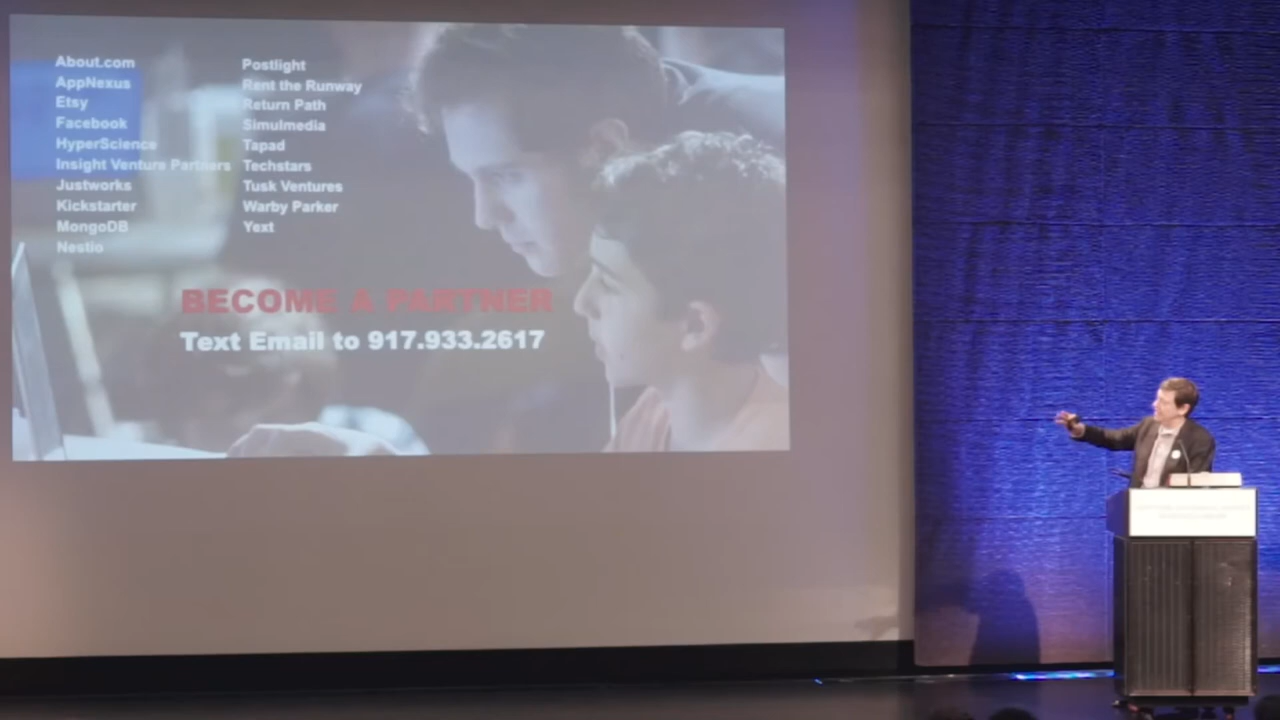 About.com
AppNexus
Etsy
Facebook
HyperScience
Insight Venture Partners
Justworks
Kickstarter
MongoDB
Nestio
Postlight
Rent the Runway
Return Path
Simulmedia
Tapad
Techstars
Tusk Ventures
Warby Parker
Yext
BECOME A PARTNER
Text Email to 917.933.2617